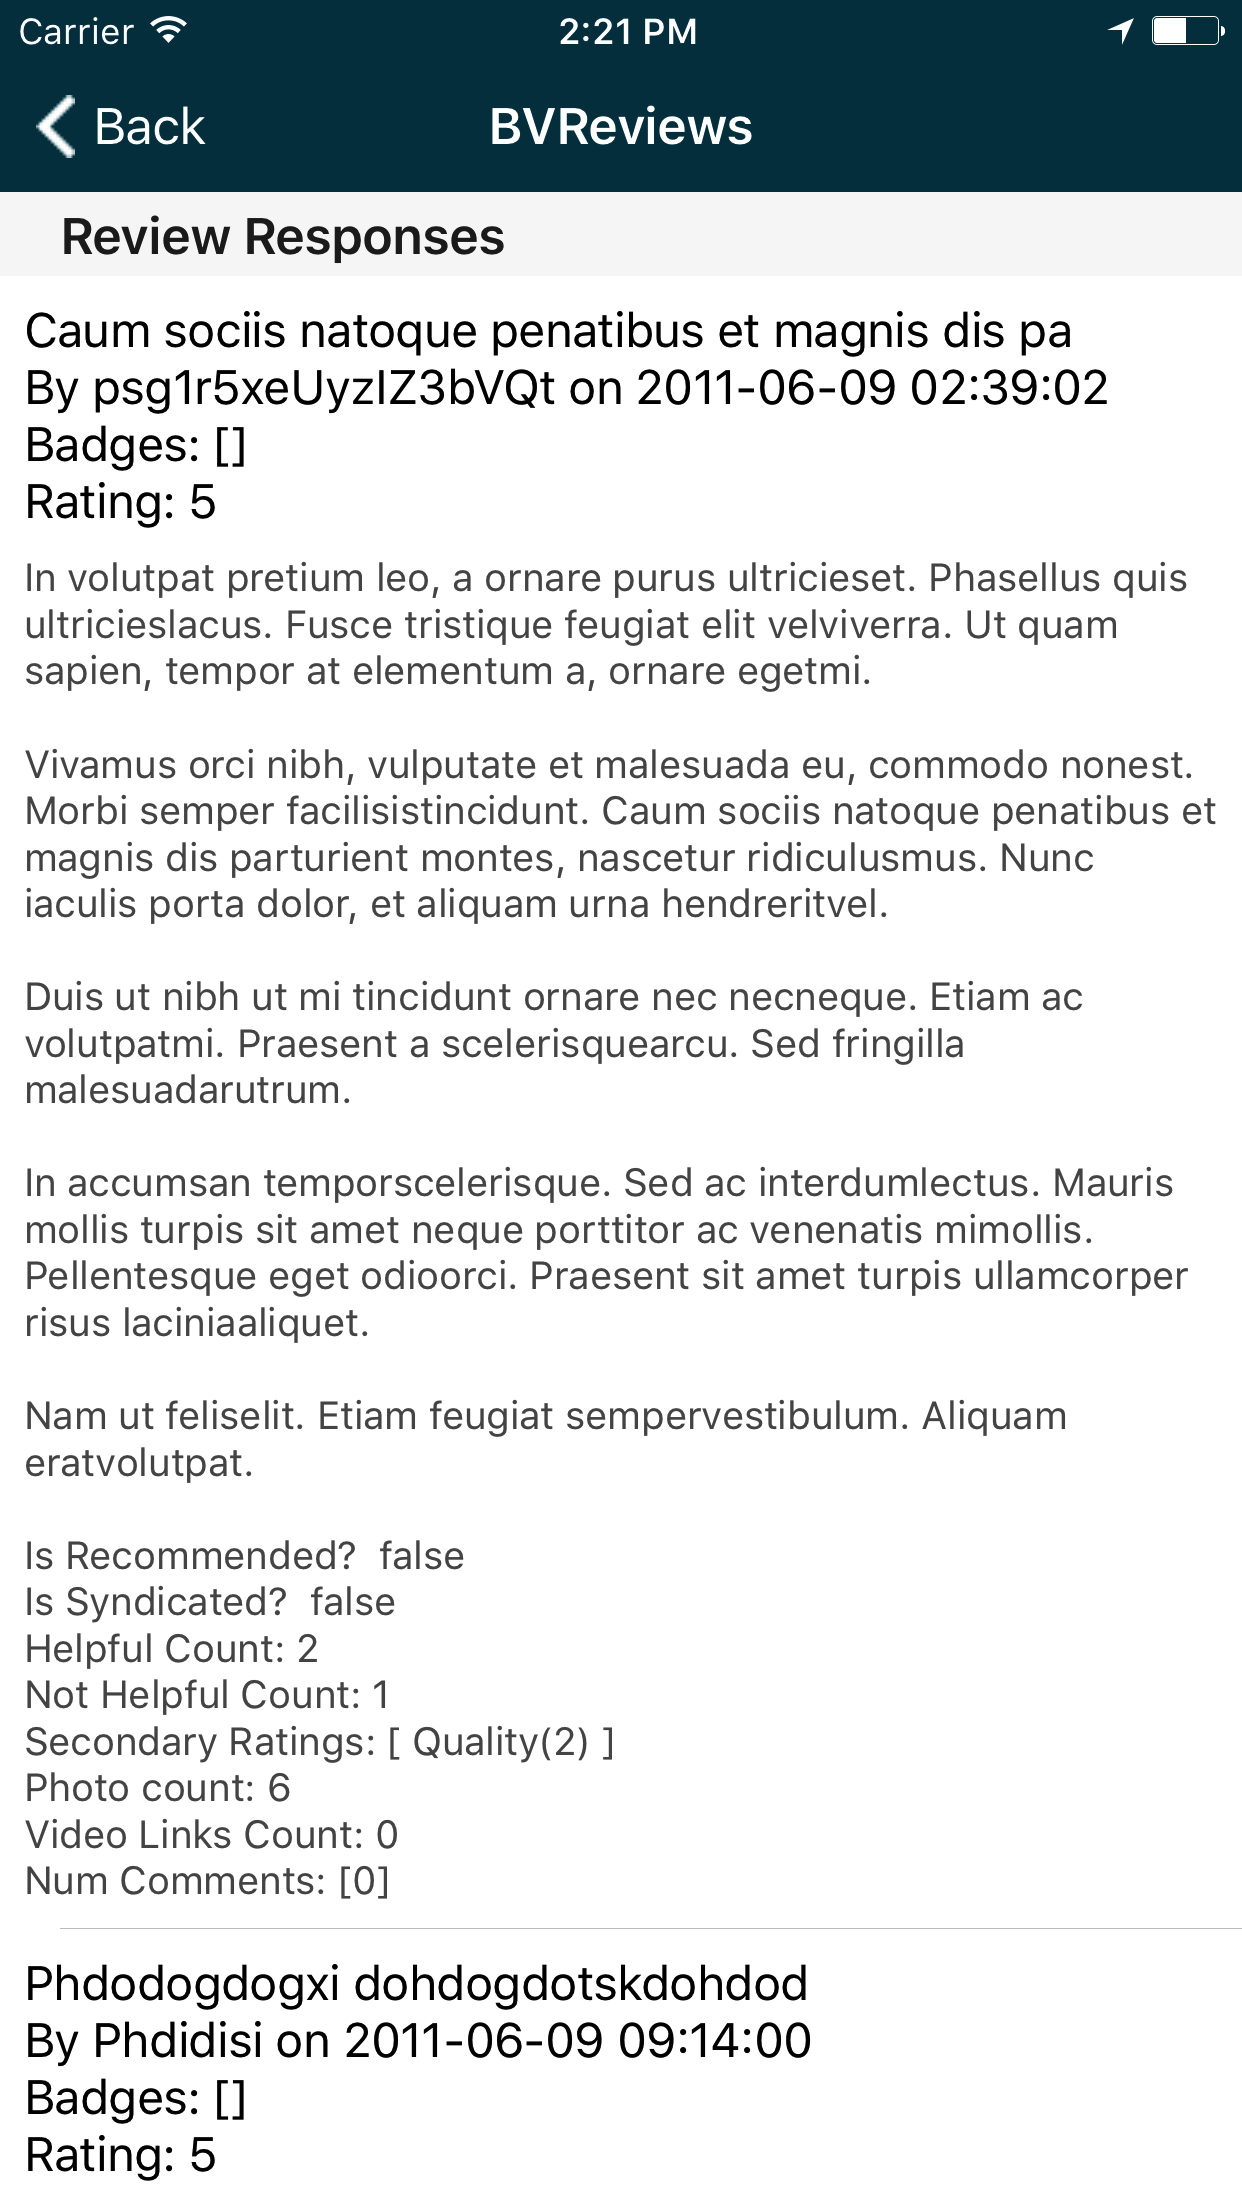 Carrier 2:21 PM
Back BVReviews
Review Responses
Caum sociis natoque penatibus et magnis dis pa
By psg1r5xeUyzIZ3bVQt on 2011-06-09 02:39:02
Badges: []
Rating: 5
In volutpat pretium leo, a ornare purus ultricieset. Phasellus quis
ultricieslacus. Fusce tristique feugiat elit velviverra. Ut quam
sapien, tempor at elementum a, ornare egetmi.
Vivamus orci nibh, vulputate et malesuada eu, commodo nonest.
Morbi semper facilisistincidunt. Caum sociis natoque penatibus et
magnis dis parturient montes, nascetur ridiculusmus. Nunc
iaculis porta dolor, et aliquam urna hendreritvel.
Duis ut nibh ut mi tincidunt ornare nec necneque. Etiam ac
volutpatmi. Praesent a scelerisquearcu. Sed fringilla
malesuadarutrum.
In accumsan temporscelerisque. Sed ac interdumlectus. Mauris
mollis turpis sit amet neque porttitor ac venenatis mimollis.
Pellentesque eget odioorci. Praesent sit amet turpis ullamcorper
risus laciniaaliquet.
Nam ut feliselit. Etiam feugiat sempervestibulum. Aliquam
eratvolutpat.
Is Recommended?  false
Is Syndicated?  false
Helpful Count: 2
Not Helpful Count: 1
Secondary Ratings: [ Quality(2) ]
Photo count: 6
Video Links Count: 0
Num Comments: [0]
Phdodogdogxi dohdogdotskdohdod
By Phdidisi on 2011-06-09 09:14:00
Badges: []
Rating: 5